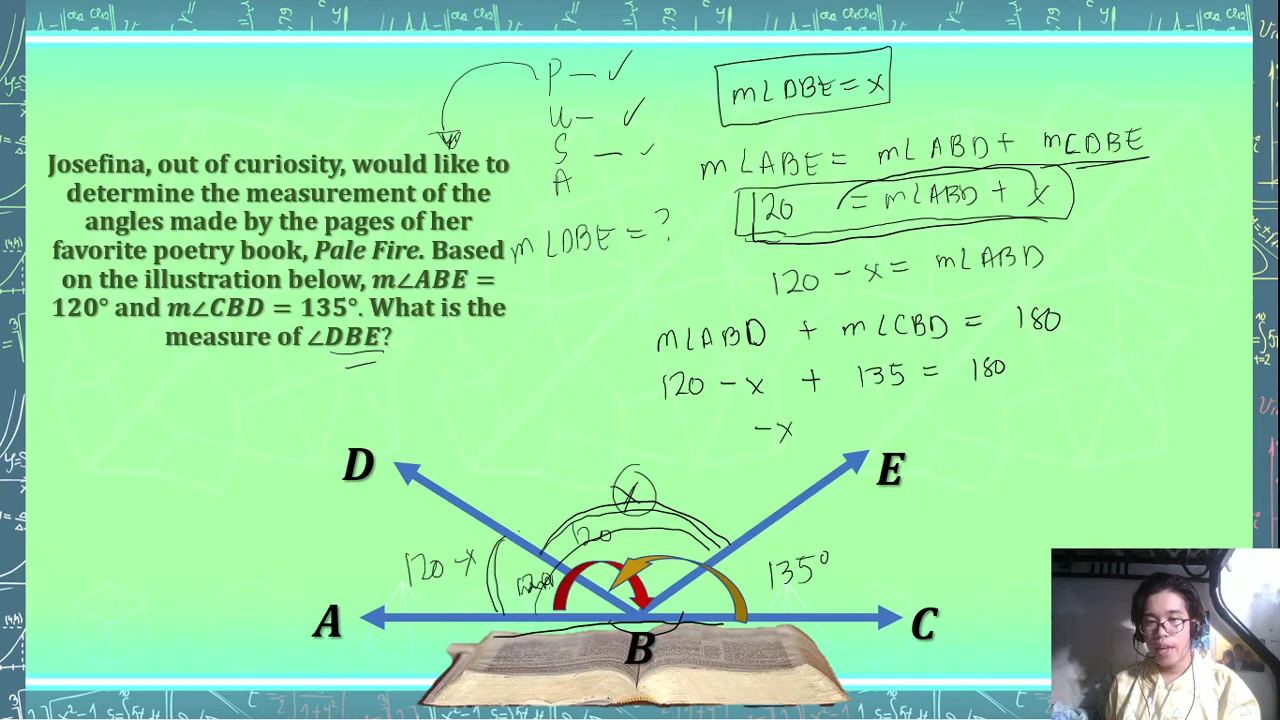 Josefina, out of curiosity, would like to
determine the measurement of the
angles made by the pages of her
favorite poetry book, Pale Fire. Based
on the illustration below, m∠ABE =
120° and m∠CBD = 135°. What is the
measure of ∠DBE?
P — ✓
U — ✓
S — ✓
A
m∠DBE = ?
m∠DBE = x
m∠ABE = m∠ABD + m∠DBE
120 = m∠ABD + x
120 - x = m∠ABD
m∠ABD + m∠CBD = 180
120 - x + 135 = 180
-x
D
E
x
120
120 - x
135°
A
C
B